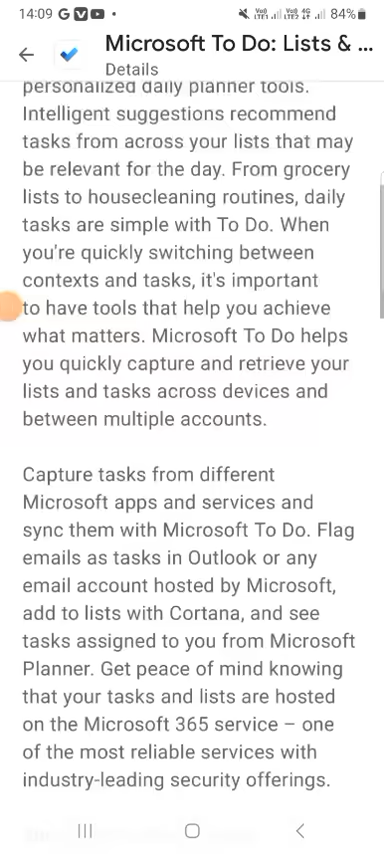 14:09 G
84%
Microsoft To Do: Lists & ...
Details
personalized daily planner tools.
Intelligent suggestions recommend
tasks from across your lists that may
be relevant for the day. From grocery
lists to housecleaning routines, daily
tasks are simple with To Do. When
you're quickly switching between
contexts and tasks, it's important
to have tools that help you achieve
what matters. Microsoft To Do helps
you quickly capture and retrieve your
lists and tasks across devices and
between multiple accounts.
Capture tasks from different
Microsoft apps and services and
sync them with Microsoft To Do. Flag
emails as tasks in Outlook or any
email account hosted by Microsoft,
add to lists with Cortana, and see
tasks assigned to you from Microsoft
Planner. Get peace of mind knowing
that your tasks and lists are hosted
on the Microsoft 365 service – one
of the most reliable services with
industry-leading security offerings.